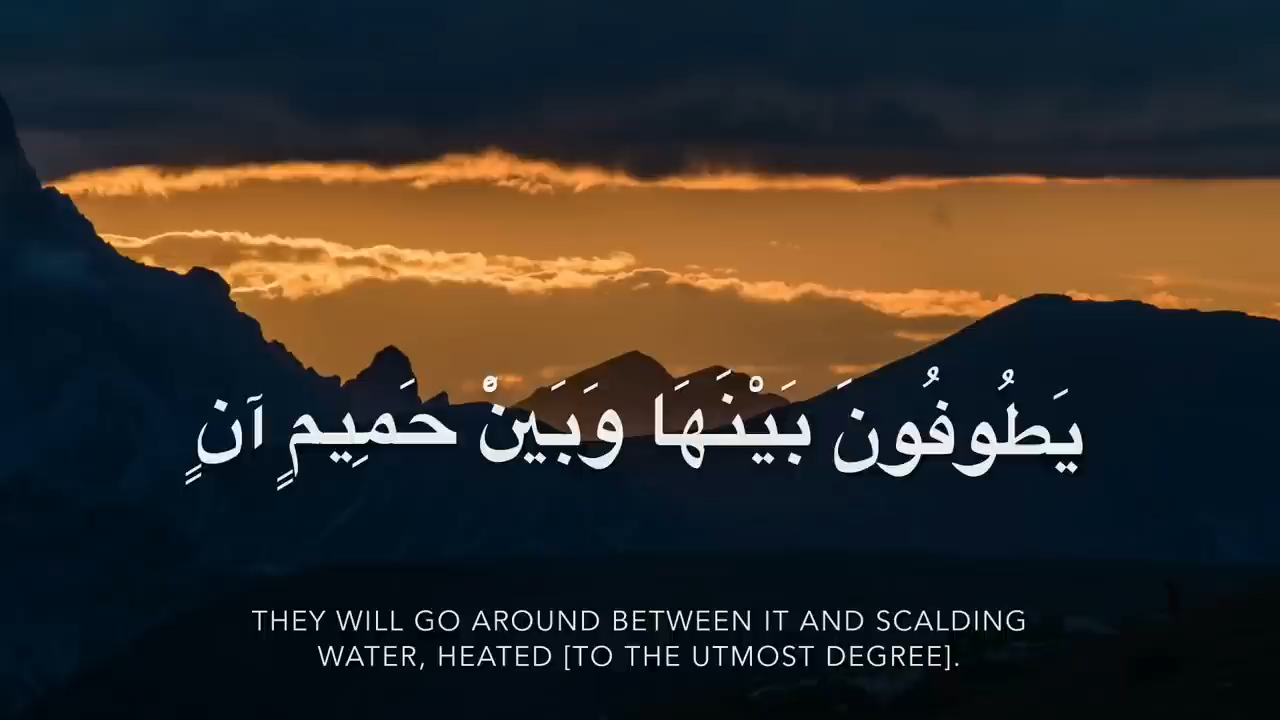 يَطُوفُونَ بَيْنَهَا وَبَيْنَ حَمِيمٍ آنٍ
THEY WILL GO AROUND BETWEEN IT AND SCALDING
WATER, HEATED [TO THE UTMOST DEGREE].